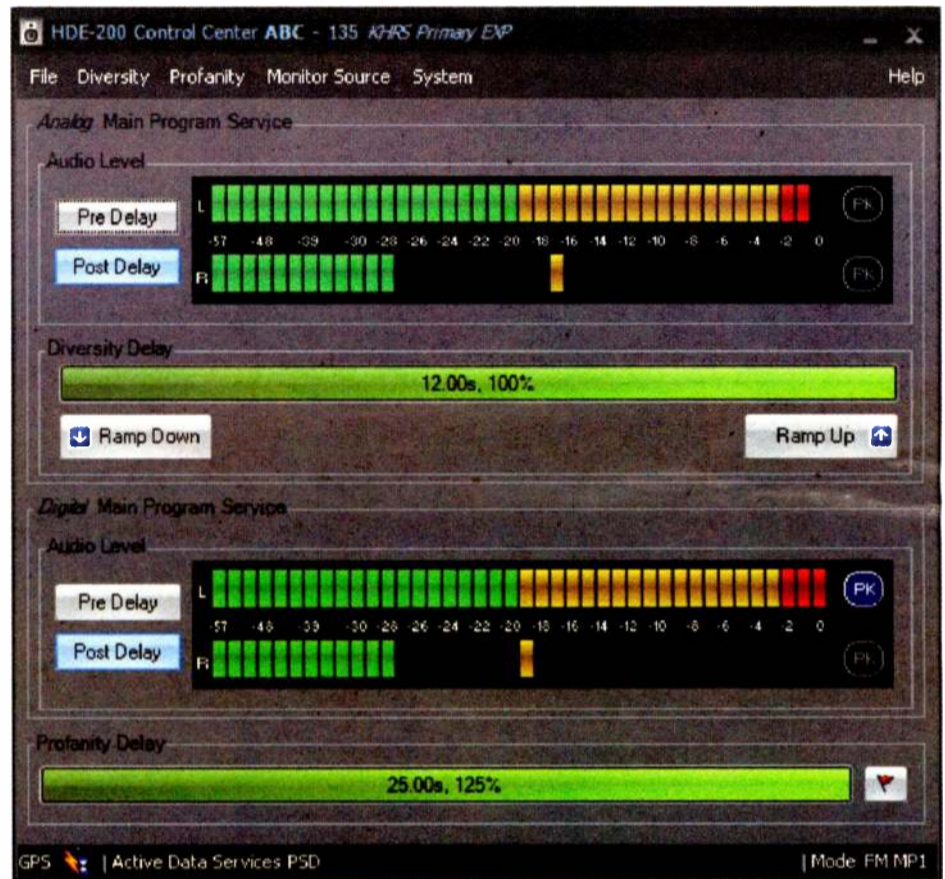 HDE-200 Control Center ABC - 135 KHRS Primary EXP
File Diversity Profanity Monitor Source System Help
Analog Main Program Service
Audio Level
Pre Delay
L
PK
-57 -48 -39 -30 -28 -26 -24 -22 -20 -18 -16 -14 -12 -10 -8 -6 -4 -2 0
Post Delay
R
PK
Diversity Delay
12.00s, 100%
Ramp Down
Ramp Up
Digital Main Program Service
Audio Level
Pre Delay
L
PK
-57 -48 -39 -30 -28 -26 -24 -22 -20 -18 -16 -14 -12 -10 -8 -6 -4 -2 0
Post Delay
R
PK
Profanity Delay
25.00s, 125%
GPS | Active Data Services PSD | Mode FM MP1